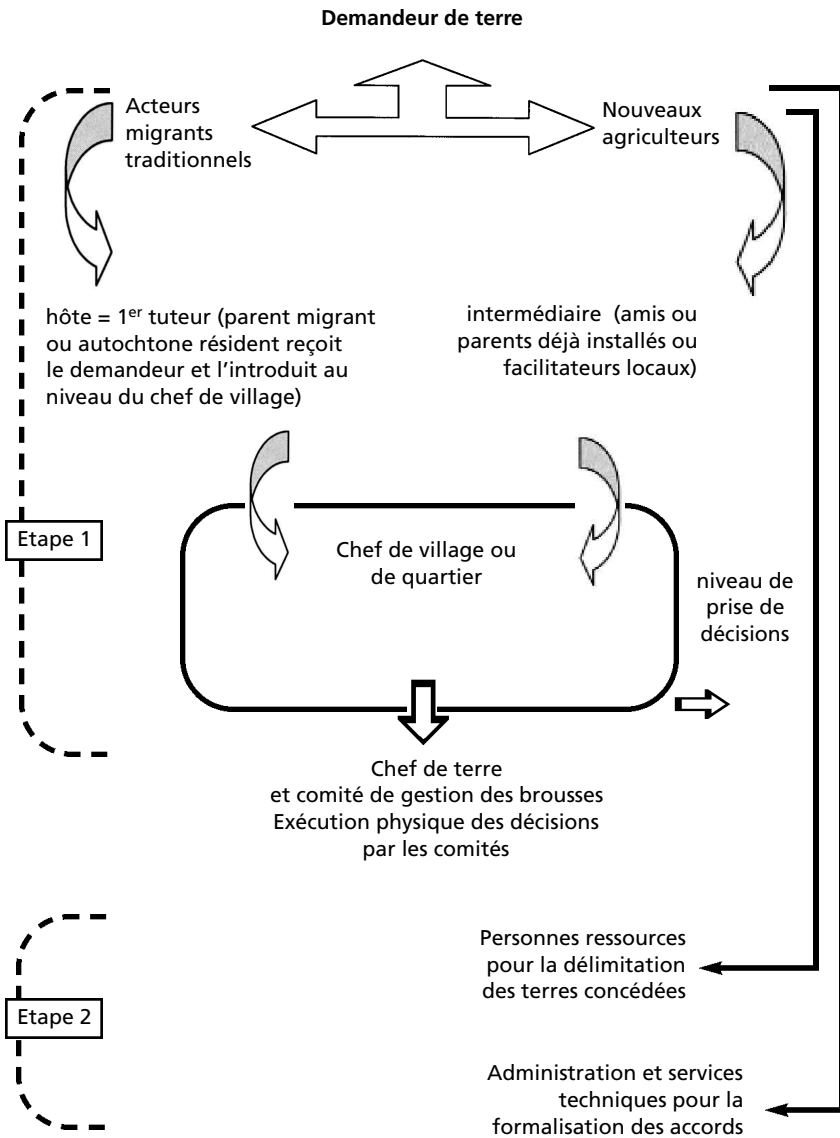 Demandeur de terre
Acteurs
migrants
traditionnels
Nouveaux
agriculteurs
hôte = 1er tuteur (parent migrant
ou autochtone résident reçoit
le demandeur et l'introduit au
niveau du chef de village)
intermédiaire (amis ou
parents déjà installés ou
facilitateurs locaux)
Etape 1
Chef de village ou
de quartier
niveau de
prise de
décisions
Chef de terre
et comité de gestion des brousses
Exécution physique des décisions
par les comités
Etape 2
Personnes ressources
pour la délimitation
des terres concédées
Administration et services
techniques pour la
formalisation des accords